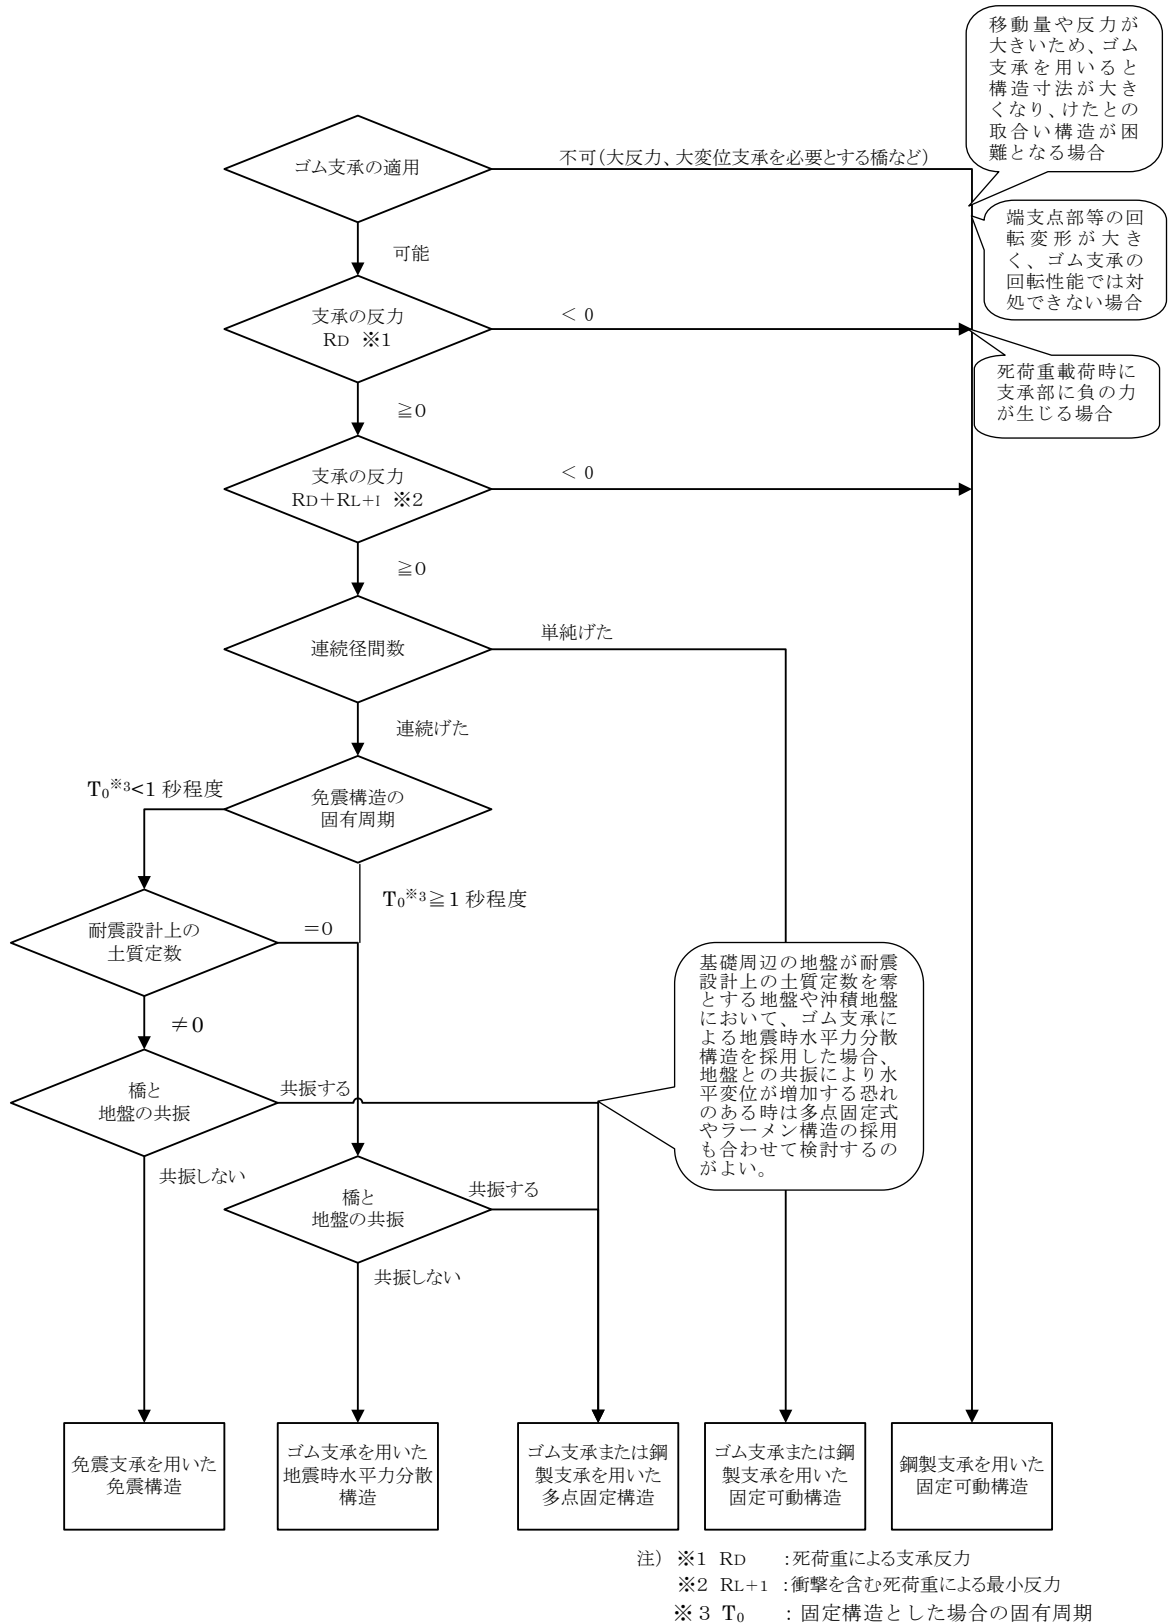 移動量や反力が
大きいため、ゴム
支承を用いると
構造寸法が大き
くなり、けたとの
取合い構造が困
難となる場合
ゴム支承の適用
不可(大反力、大変位支承を必要とする橋など)
端支点部等の回
転変形が大き
く、ゴム支承の
回転性能では対
処できない場合
可能
支承の反力
RD ※1
< 0
死荷重載荷時に
支承部に負の力
が生じる場合
≧0
支承の反力
RD+RL+I ※2
< 0
≧0
連続径間数
単純げた
連続げた
T0※3<1 秒程度
免震構造の
固有周期
T0※3≧1 秒程度
耐震設計上の
土質定数
=0
基礎周辺の地盤が耐震
設計上の土質定数を零
とする地盤や沖積地盤
において、ゴム支承に
よる地震時水平力分散
構造を採用した場合、
地盤との共振により水
平変位が増加する恐れ
のある時は多点固定式
やラーメン構造の採用
も合わせて検討するの
がよい。
≠0
橋と
地盤の共振
共振する
共振しない
橋と
地盤の共振
共振する
共振しない
免震支承を用いた
免震構造
ゴム支承を用いた
地震時水平力分散
構造
ゴム支承または鋼
製支承を用いた
多点固定構造
ゴム支承または鋼
製支承を用いた
固定可動構造
鋼製支承を用いた
固定可動構造
注) ※1 RD :死荷重による支承反力
※2 RL+1 :衝撃を含む死荷重による最小反力
※3 T0 :固定構造とした場合の固有周期